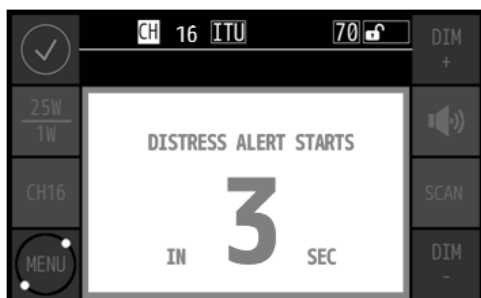 CH 16 ITU 70
DIM
+
25W
1W
CH16
SCAN
MENU
DIM
-
DISTRESS ALERT STARTS
IN 3 SEC